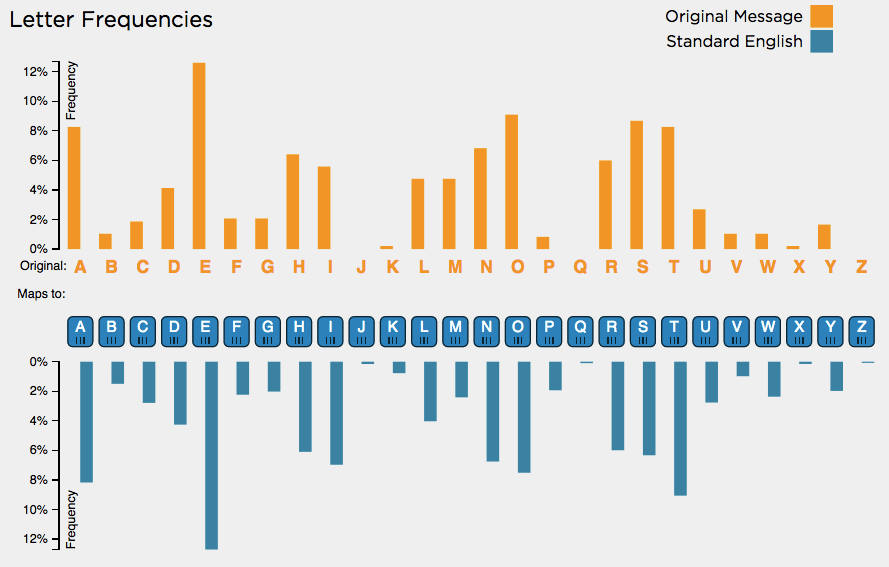 Letter Frequencies
Original Message
Standard English
Frequency
12%
10%
8%
6%
4%
2%
0%
Original: A B C D E F G H I J K L M N O P Q R S T U V W X Y Z
Maps to:
A B C D E F G H I J K L M N O P Q R S T U V W X Y Z
0%
2%
4%
6%
8%
10%
12%
Frequency